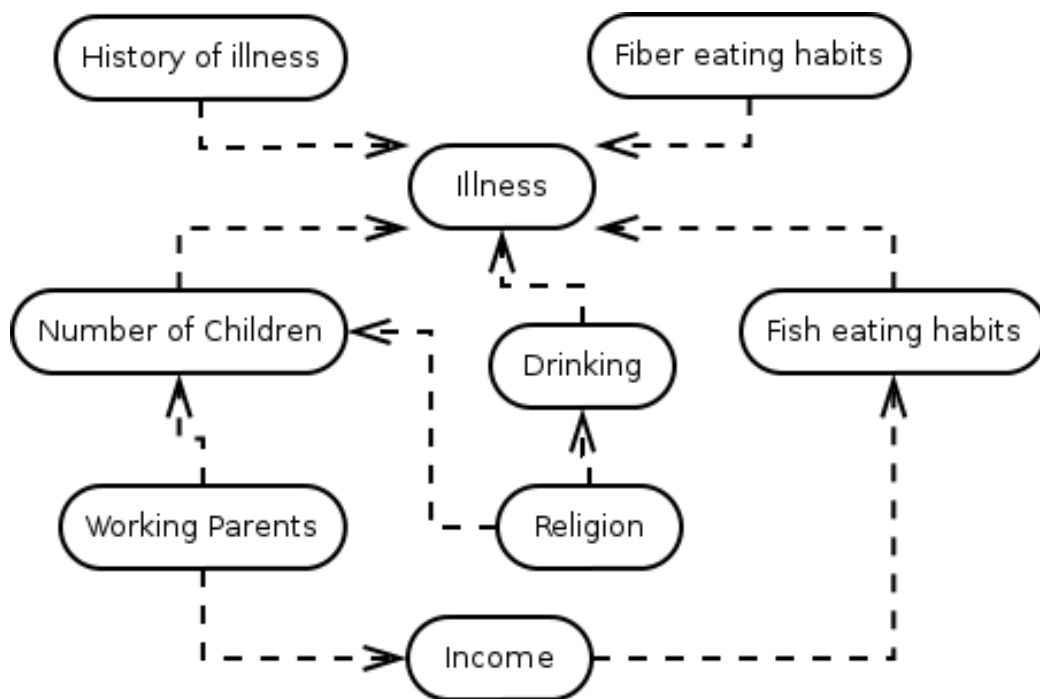 History of illness
Fiber eating habits
Illness
Number of Children
Drinking
Fish eating habits
Working Parents
Religion
Income